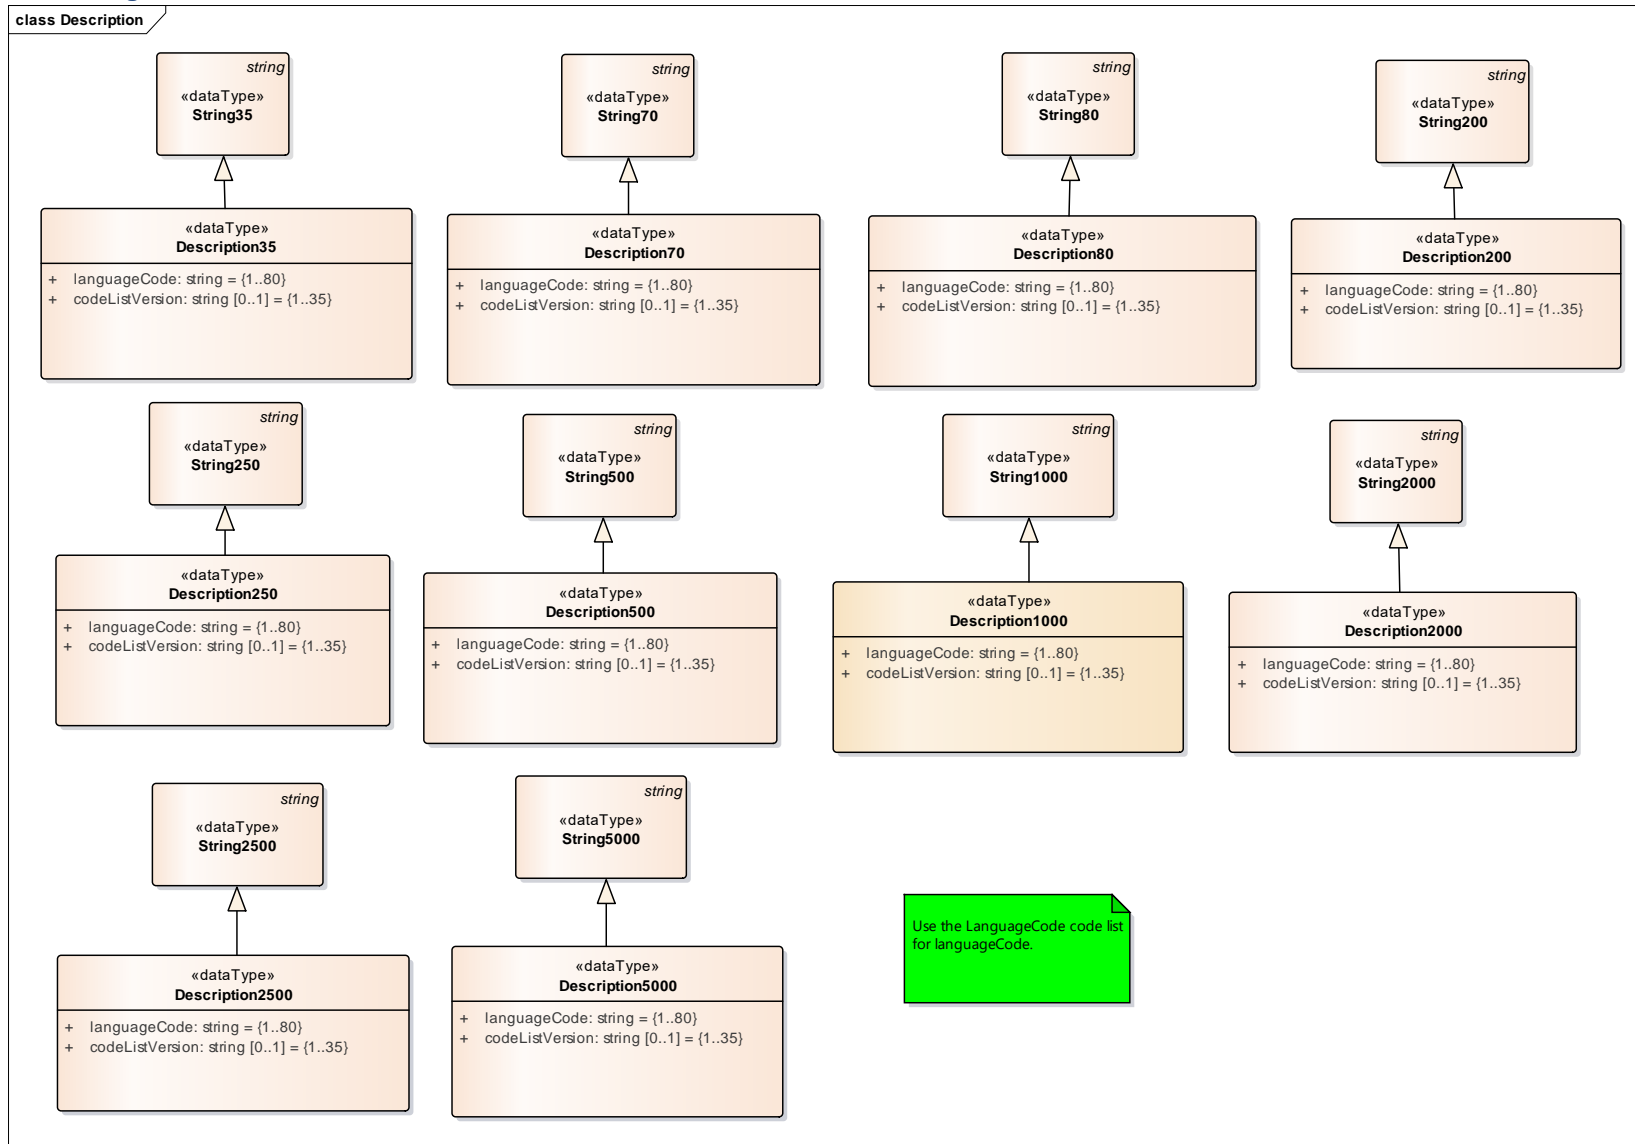 class Description
string
«dataType»
String35
string
«dataType»
String70
string
«dataType»
String80
string
«dataType»
String200
«dataType»
Description35
+ languageCode: string = {1..80}
+ codeListVersion: string [0..1] = {1..35}
«dataType»
Description70
+ languageCode: string = {1..80}
+ codeListVersion: string [0..1] = {1..35}
«dataType»
Description80
+ languageCode: string = {1..80}
+ codeListVersion: string [0..1] = {1..35}
«dataType»
Description200
+ languageCode: string = {1..80}
+ codeListVersion: string [0..1] = {1..35}
string
«dataType»
String250
string
«dataType»
String500
string
«dataType»
String1000
string
«dataType»
String2000
«dataType»
Description250
+ languageCode: string = {1..80}
+ codeListVersion: string [0..1] = {1..35}
«dataType»
Description500
+ languageCode: string = {1..80}
+ codeListVersion: string [0..1] = {1..35}
«dataType»
Description1000
+ languageCode: string = {1..80}
+ codeListVersion: string [0..1] = {1..35}
«dataType»
Description2000
+ languageCode: string = {1..80}
+ codeListVersion: string [0..1] = {1..35}
string
«dataType»
String2500
string
«dataType»
String5000
«dataType»
Description2500
+ languageCode: string = {1..80}
+ codeListVersion: string [0..1] = {1..35}
«dataType»
Description5000
+ languageCode: string = {1..80}
+ codeListVersion: string [0..1] = {1..35}
Use the LanguageCode code list
for languageCode.